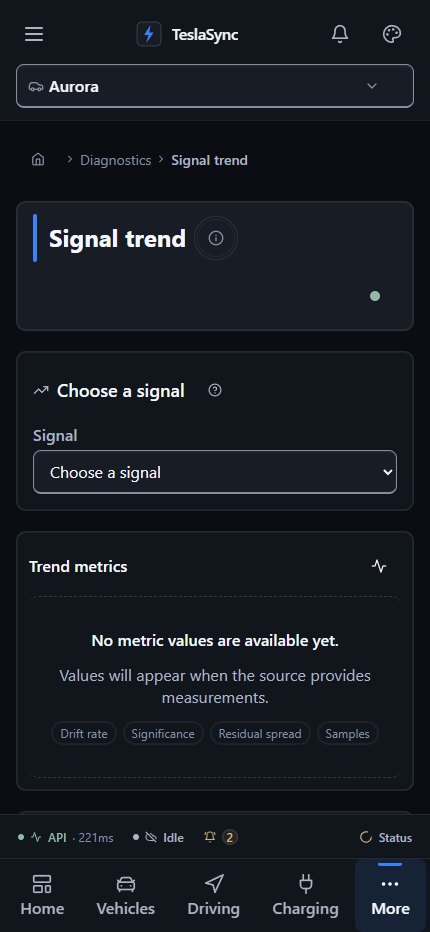 TeslaSync
Aurora
Diagnostics
Signal trend
Signal trend
Choose a signal
Signal
Choose a signal
Trend metrics
No metric values are available yet.
Values will appear when the source provides
measurements.
Drift rate
Significance
Residual spread
Samples
API · 221ms
Idle
2
Status
Home
Vehicles
Driving
Charging
More